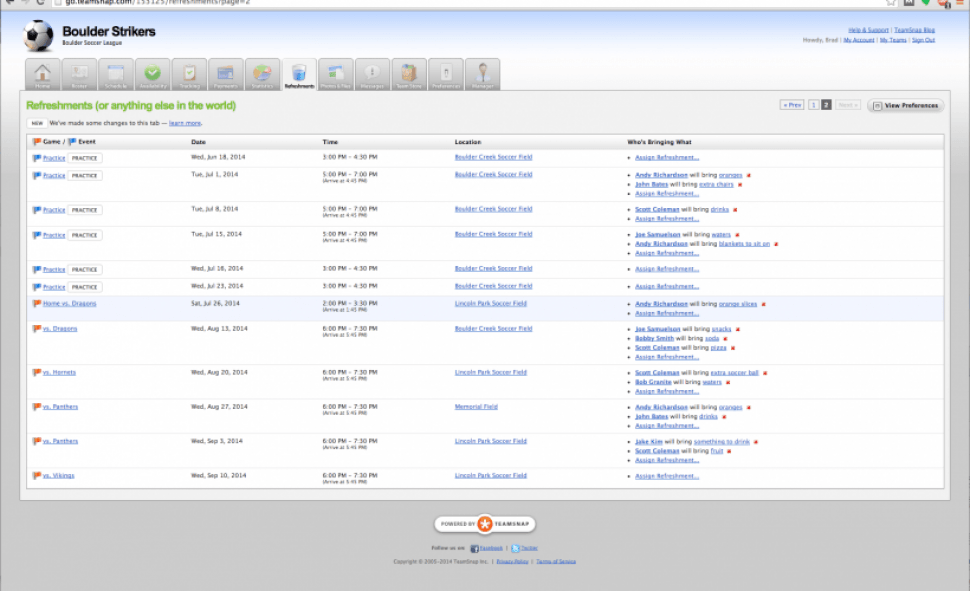 go.teamsnap.com/133125/refreshments?page=2
Boulder Strikers
Boulder Soccer League
Help & Support | TeamSnap Blog
Howdy, Brad | My Account | My Teams | Sign Out
Home Roster Schedule Availability Tracking Payments Statistics Refreshments Photos & Files Messages Team Store Preferences Manager
Refreshments (or anything else in the world)
« Prev 1 2 Next » View Preferences
NEW We've made some changes to this tab — learn more.
Game / Event Date Time Location Who's Bringing What
Practice PRACTICE Wed, Jun 18, 2014 3:00 PM - 4:30 PM Boulder Creek Soccer Field • Assign Refreshment...
Practice PRACTICE Tue, Jul 1, 2014 5:00 PM - 7:00 PM Boulder Creek Soccer Field • Andy Richardson will bring oranges
(Arrive at 4:45 PM) • John Bates will bring extra chairs
• Assign Refreshment...
Practice PRACTICE Tue, Jul 8, 2014 5:00 PM - 7:00 PM Boulder Creek Soccer Field • Scott Coleman will bring drinks
(Arrive at 4:45 PM) • Assign Refreshment...
Practice PRACTICE Tue, Jul 15, 2014 5:00 PM - 7:00 PM Boulder Creek Soccer Field • Joe Samuelson will bring waters
(Arrive at 4:45 PM) • Andy Richardson will bring blankets to sit on
• Assign Refreshment...
Practice PRACTICE Wed, Jul 16, 2014 3:00 PM - 4:30 PM Boulder Creek Soccer Field • Assign Refreshment...
Practice PRACTICE Wed, Jul 23, 2014 3:00 PM - 4:30 PM Boulder Creek Soccer Field • Assign Refreshment...
Home vs. Dragons Sat, Jul 26, 2014 2:00 PM - 3:30 PM Lincoln Park Soccer Field • Andy Richardson will bring orange slices
(Arrive at 1:45 PM) • Assign Refreshment...
vs. Dragons Wed, Aug 13, 2014 6:00 PM - 7:30 PM Boulder Creek Soccer Field • Joe Samuelson will bring snacks
(Arrive at 5:45 PM) • Bobby Smith will bring soda
• Scott Coleman will bring pizza
• Assign Refreshment...
vs. Hornets Wed, Aug 20, 2014 6:00 PM - 7:30 PM Lincoln Park Soccer Field • Scott Coleman will bring extra soccer ball
(Arrive at 5:45 PM) • Bob Granite will bring waters
• Assign Refreshment...
vs. Panthers Wed, Aug 27, 2014 6:00 PM - 7:30 PM Memorial Field • Andy Richardson will bring oranges
(Arrive at 5:45 PM) • John Bates will bring drinks
• Assign Refreshment...
vs. Panthers Wed, Sep 3, 2014 6:00 PM - 7:30 PM Lincoln Park Soccer Field • Jake Kim will bring something to drink
(Arrive at 5:45 PM) • Scott Coleman will bring fruit
• Assign Refreshment...
vs. Vikings Wed, Sep 10, 2014 6:00 PM - 7:30 PM Lincoln Park Soccer Field • Assign Refreshment...
(Arrive at 5:45 PM)
POWERED BY TEAMSNAP
Follow us on Facebook | Twitter
Copyright © 2005-2014 TeamSnap Inc. | Privacy Policy | Terms of Service